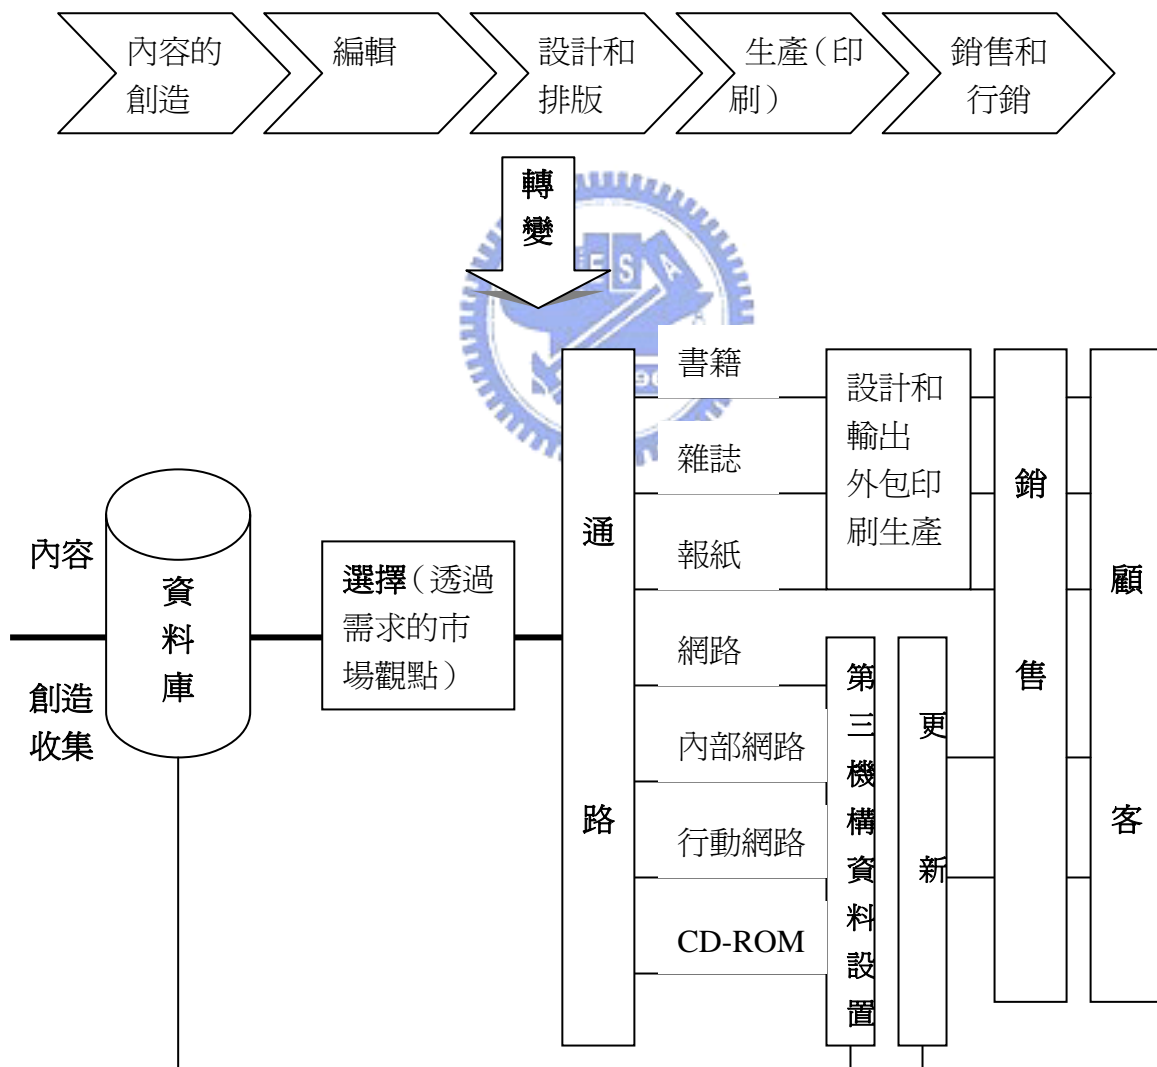 內容的
創造
編輯
設計和
排版
生產（印
刷）
銷售和
行銷
轉
變
E S A
內容
創造
收集
資
料
庫
選擇（透過
需求的市
場觀點）
通
路
書籍
雜誌
報紙
網路
內部網路
行動網路
CD-ROM
設計和
輸出
外包印
刷生產
第
三
機
構
資
料
設
置
更
新
銷
售
顧
客